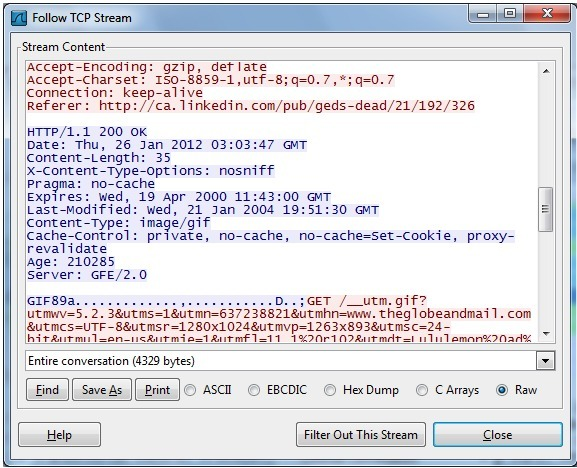 Follow TCP Stream
Stream Content
Accept-Encoding: gzip, deflate
Accept-Charset: ISO-8859-1,utf-8;q=0.7,*;q=0.7
Connection: keep-alive
Referer: http://ca.linkedin.com/pub/geds-dead/21/192/326
HTTP/1.1 200 OK
Date: Thu, 26 Jan 2012 03:03:47 GMT
Content-Length: 35
X-Content-Type-Options: nosniff
Pragma: no-cache
Expires: Wed, 19 Apr 2000 11:43:00 GMT
Last-Modified: Wed, 21 Jan 2004 19:51:30 GMT
Content-Type: image/gif
Cache-Control: private, no-cache, no-cache=Set-Cookie, proxy-
revalidate
Age: 210285
Server: GFE/2.0
GIF89a.............,...........D..;GET /__utm.gif?
utmwv=5.2.3&utms=1&utmn=637238821&utmhn=www.theglobeandmail.com
&utmcs=UTF-8&utmsr=1280x1024&utmvp=1263x893&utmsc=24-
bit&utmul=en-us&utmje=1&utmfl=11.1%20r102&utmdt=Lululemon%20ad%
Entire conversation (4329 bytes)
Find Save As Print ASCII EBCDIC Hex Dump C Arrays Raw
Help Filter Out This Stream Close